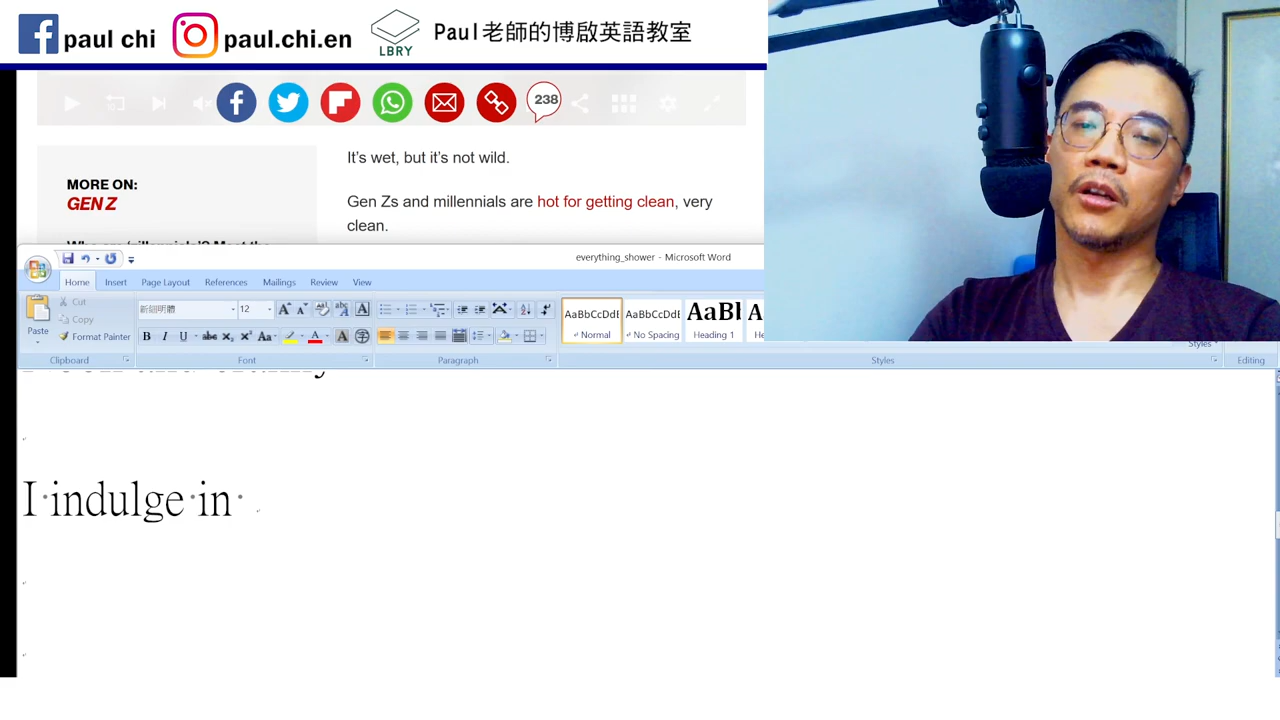 paul chi
paul.chi.en
LBRY
Paul老師的博啟英語教室
238
It's wet, but it's not wild.
MORE ON:
GEN Z
Gen Zs and millennials are hot for getting clean, very
clean.
everything_shower - Microsoft Word
Home Insert Page Layout References Mailings Review View
Paste
Cut
Copy
Format Painter
新細明體 12
AaBbCcDdE AaBbCcDdE AaBl
Normal No Spacing Heading 1
Styles
Clipboard Font Paragraph Styles Editing
I indulge in